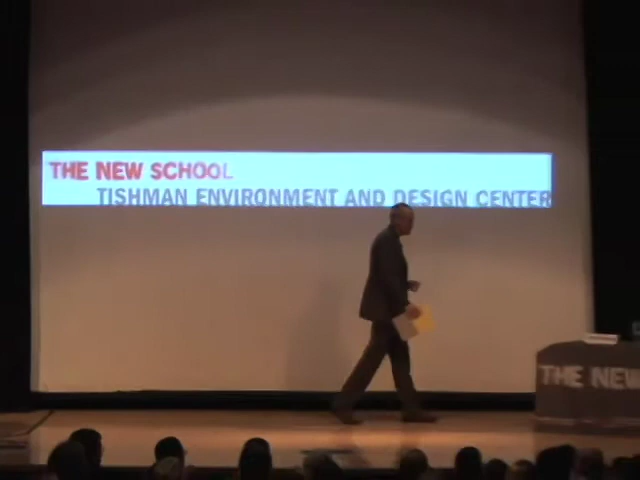 THE NEW SCHOOL
TISHMAN ENVIRONMENT AND DESIGN CENTER
THE NEW